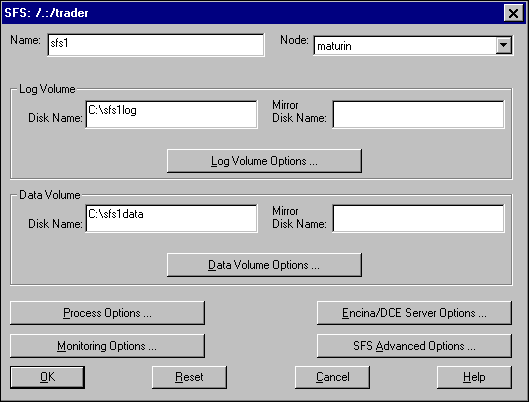 SFS: /.:/trader
Name: sfs1 Node: maturin
Log Volume
Disk Name: C:\sfs1log Mirror Disk Name:
Log Volume Options ...
Data Volume
Disk Name: C:\sfs1data Mirror Disk Name:
Data Volume Options ...
Process Options ... Encina/DCE Server Options ...
Monitoring Options ... SFS Advanced Options ...
OK Reset Cancel Help